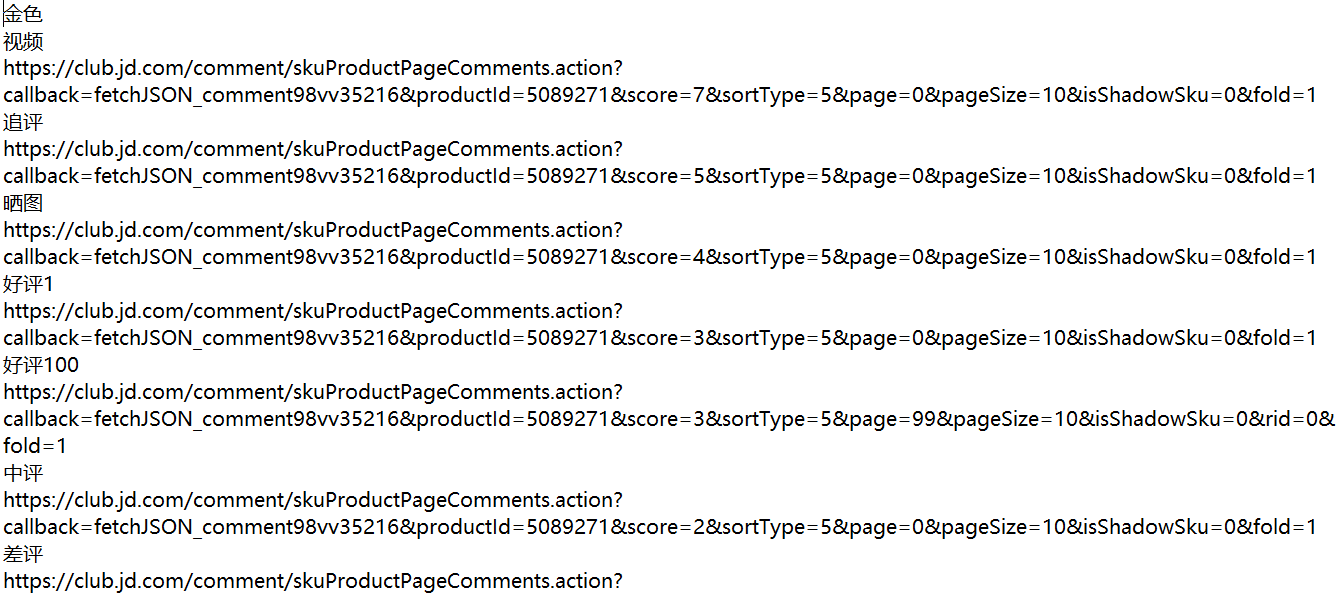 金色
视频
https://club.jd.com/comment/skuProductPageComments.action?
callback=fetchJSON_comment98vv35216&productId=5089271&score=7&sortType=5&page=0&pageSize=10&isShadowSku=0&fold=1
追评
https://club.jd.com/comment/skuProductPageComments.action?
callback=fetchJSON_comment98vv35216&productId=5089271&score=5&sortType=5&page=0&pageSize=10&isShadowSku=0&fold=1
晒图
https://club.jd.com/comment/skuProductPageComments.action?
callback=fetchJSON_comment98vv35216&productId=5089271&score=4&sortType=5&page=0&pageSize=10&isShadowSku=0&fold=1
好评1
https://club.jd.com/comment/skuProductPageComments.action?
callback=fetchJSON_comment98vv35216&productId=5089271&score=3&sortType=5&page=0&pageSize=10&isShadowSku=0&fold=1
好评100
https://club.jd.com/comment/skuProductPageComments.action?
callback=fetchJSON_comment98vv35216&productId=5089271&score=3&sortType=5&page=99&pageSize=10&isShadowSku=0&rid=0&
fold=1
中评
https://club.jd.com/comment/skuProductPageComments.action?
callback=fetchJSON_comment98vv35216&productId=5089271&score=2&sortType=5&page=0&pageSize=10&isShadowSku=0&fold=1
差评
https://club.jd.com/comment/skuProductPageComments.action?